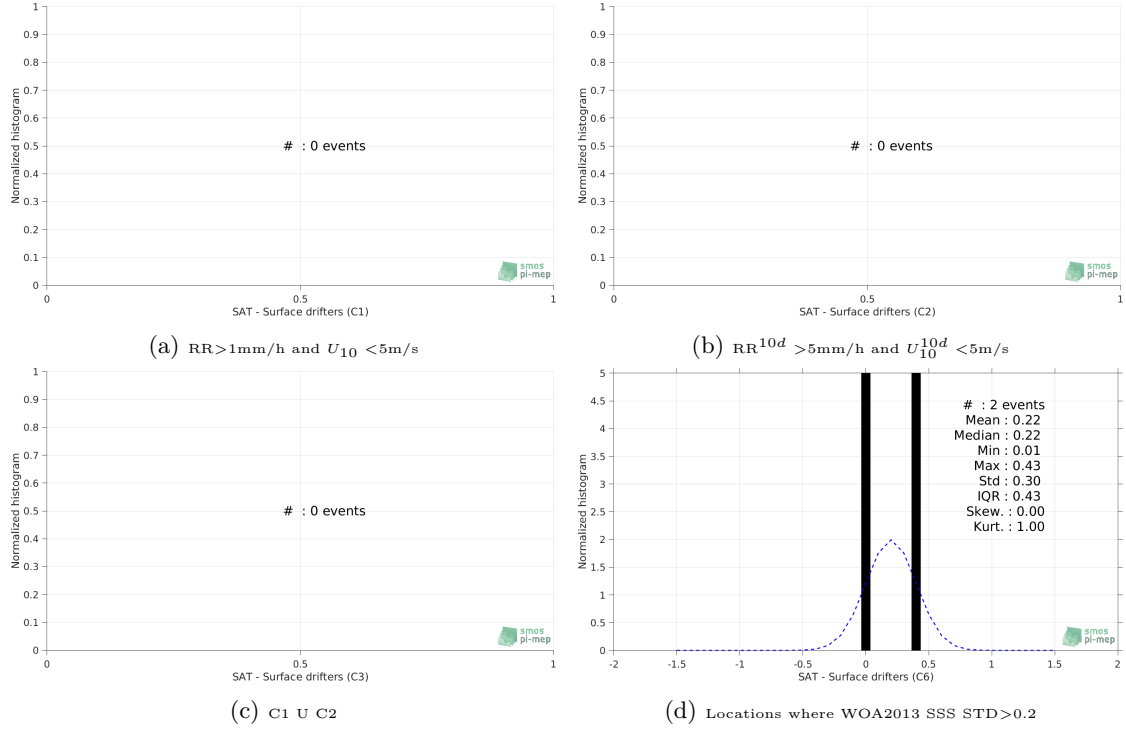 1
0.9
0.8
0.7
0.6
0.5
0.4
0.3
0.2
0.1
0
Normalized histogram
# : 0 events
smos
pi-mep
0 0.5 1
SAT - Surface drifters (C1)
(a) RR>1mm/h and U10 <5m/s
1
0.9
0.8
0.7
0.6
0.5
0.4
0.3
0.2
0.1
0
Normalized histogram
# : 0 events
smos
pi-mep
0 0.5 1
SAT - Surface drifters (C2)
(b) RR10d >5mm/h and U10d10 <5m/s
1
0.9
0.8
0.7
0.6
0.5
0.4
0.3
0.2
0.1
0
Normalized histogram
# : 0 events
smos
pi-mep
0 0.5 1
SAT - Surface drifters (C3)
(c) C1 U C2
5
4.5
4
3.5
3
2.5
2
1.5
1
0.5
0
Normalized histogram
# : 2 events
Mean : 0.22
Median : 0.22
Min : 0.01
Max : 0.43
Std : 0.30
IQR : 0.43
Skew. : 0.00
Kurt. : 1.00
smos
pi-mep
-2 -1.5 -1 -0.5 0 0.5 1 1.5 2
SAT - Surface drifters (C6)
(d) Locations where WOA2013 SSS STD>0.2